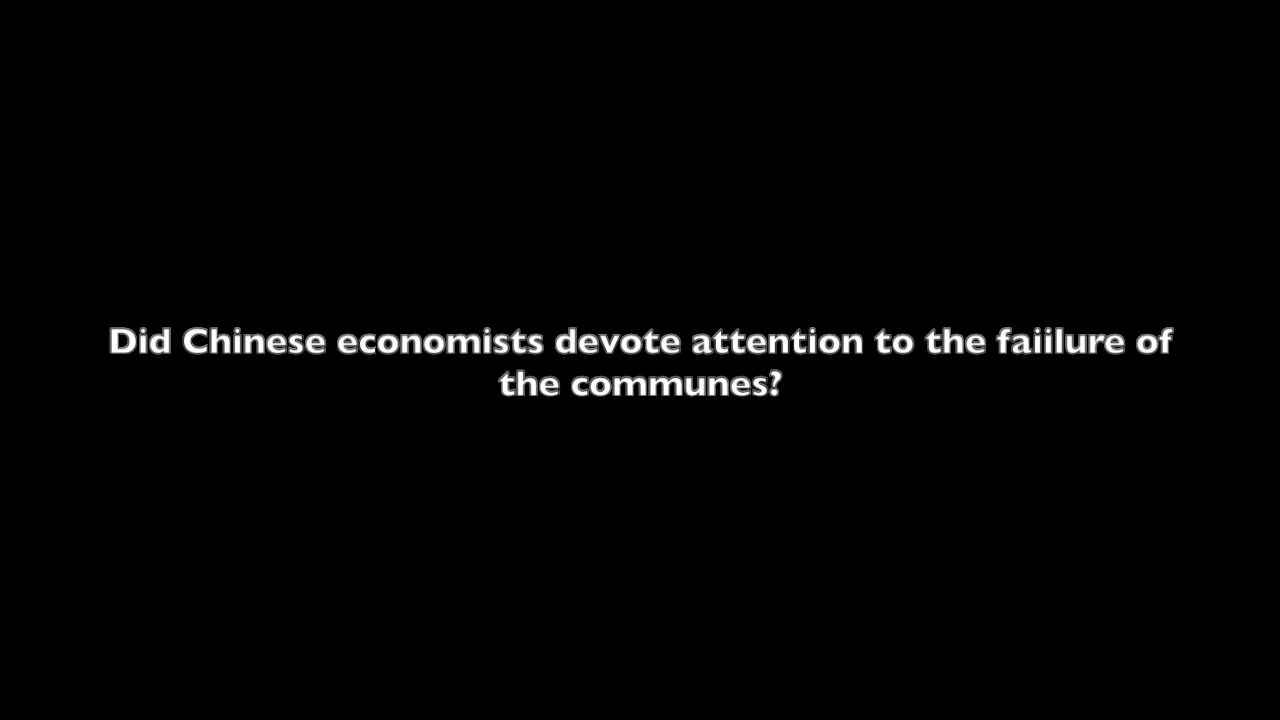 Did Chinese economists devote attention to the faiilure of
the communes?